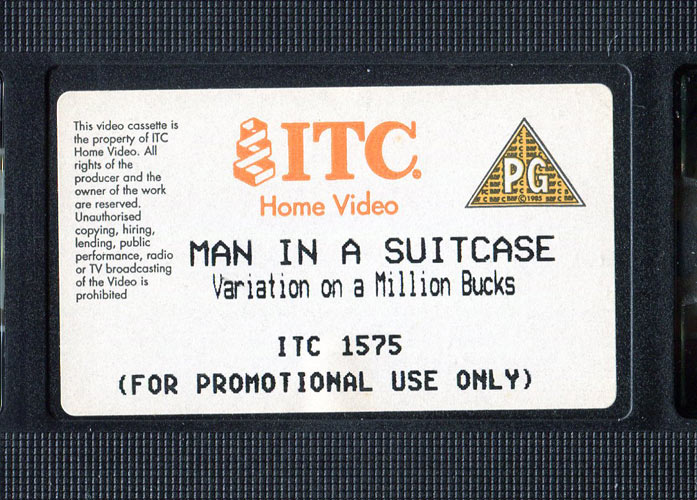 This video cassette is
the property of ITC
Home Video. All
rights of the
producer and the
owner of the work
are reserved.
Unauthorised
copying, hiring,
lending, public
performance, radio
or TV broadcasting
of the Video is
prohibited
ITC
Home Video
PG
©1985
MAN IN A SUITCASE
Variation on a Million Bucks
ITC 1575
(FOR PROMOTIONAL USE ONLY)